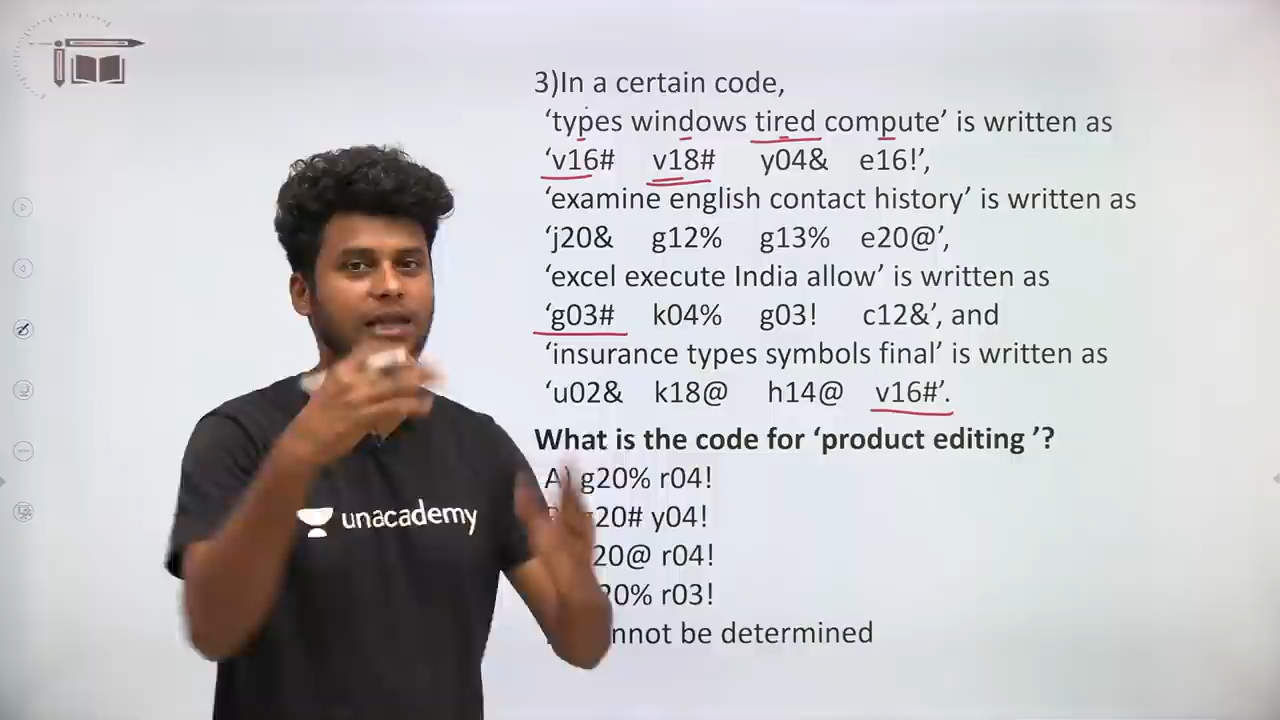 3)In a certain code,
‘types windows tired compute’ is written as
‘v16# v18# y04& e16!’,
‘examine english contact history’ is written as
‘j20& g12% g13% e20@’,
‘excel execute India allow’ is written as
‘g03# k04% g03! c12&’, and
‘insurance types symbols final’ is written as
‘u02& k18@ h14@ v16#’.
What is the code for ‘product editing ’?
A) g20% r04!
20# y04!
20@ r04!
20% r03!
nnot be determined
unacademy